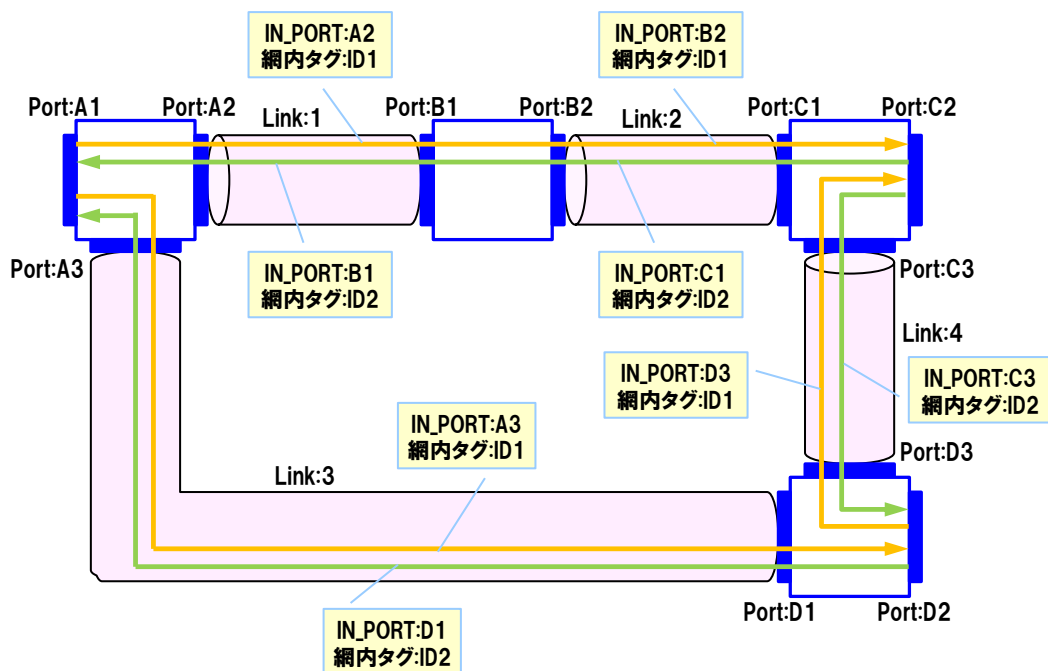 IN_PORT:A2
網内タグ:ID1
IN_PORT:B2
網内タグ:ID1
Port:A1
Port:A2
Link:1
Port:B1
Port:B2
Link:2
Port:C1
Port:C2
Port:A3
IN_PORT:B1
網内タグ:ID2
IN_PORT:C1
網内タグ:ID2
Port:C3
Link:4
IN_PORT:D3
網内タグ:ID1
IN_PORT:C3
網内タグ:ID2
IN_PORT:A3
網内タグ:ID1
Port:D3
Link:3
Port:D1
Port:D2
IN_PORT:D1
網内タグ:ID2